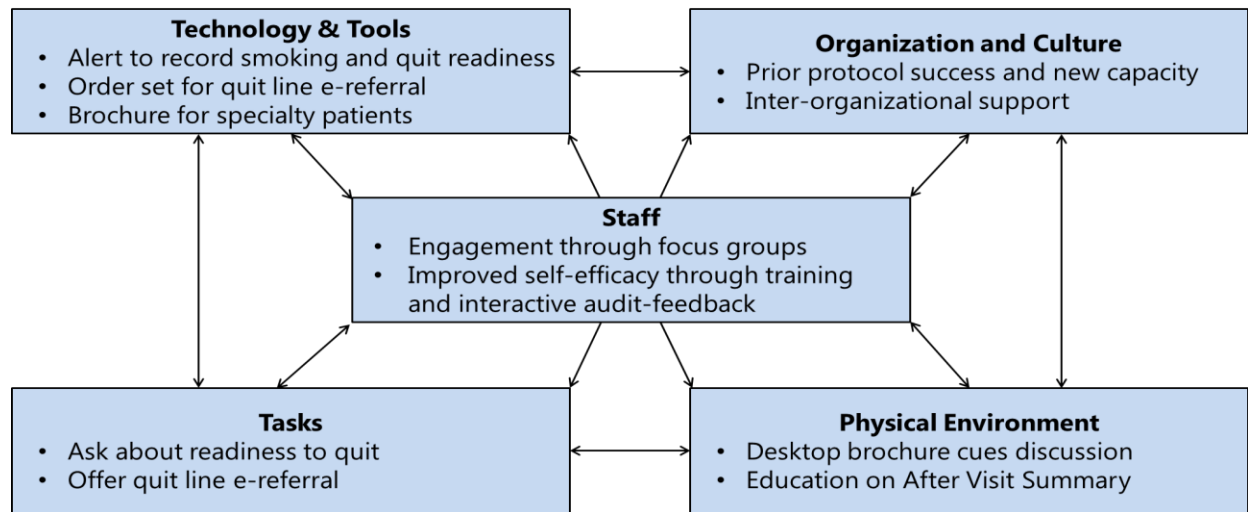 Technology & Tools
• Alert to record smoking and quit readiness
• Order set for quit line e-referral
• Brochure for specialty patients
Organization and Culture
• Prior protocol success and new capacity
• Inter-organizational support
Staff
• Engagement through focus groups
• Improved self-efficacy through training
and interactive audit-feedback
Tasks
• Ask about readiness to quit
• Offer quit line e-referral
Physical Environment
• Desktop brochure cues discussion
• Education on After Visit Summary